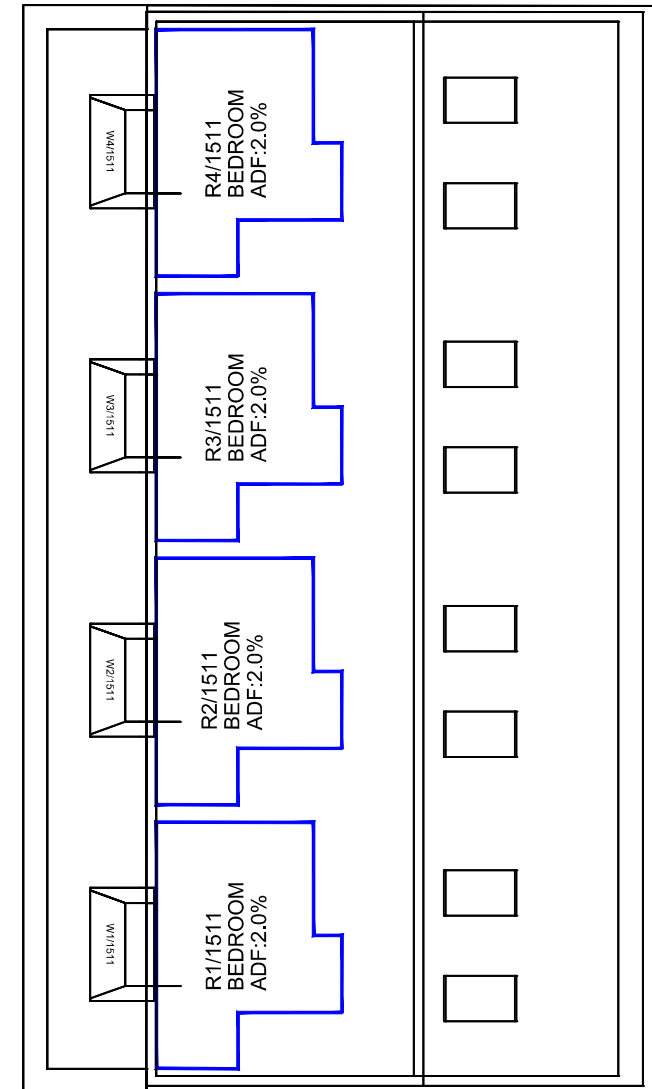 W4/1511
R4/1511
BEDROOM
ADF:2.0%
W3/1511
R3/1511
BEDROOM
ADF:2.0%
W2/1511
R2/1511
BEDROOM
ADF:2.0%
W1/1511
R1/1511
BEDROOM
ADF:2.0%